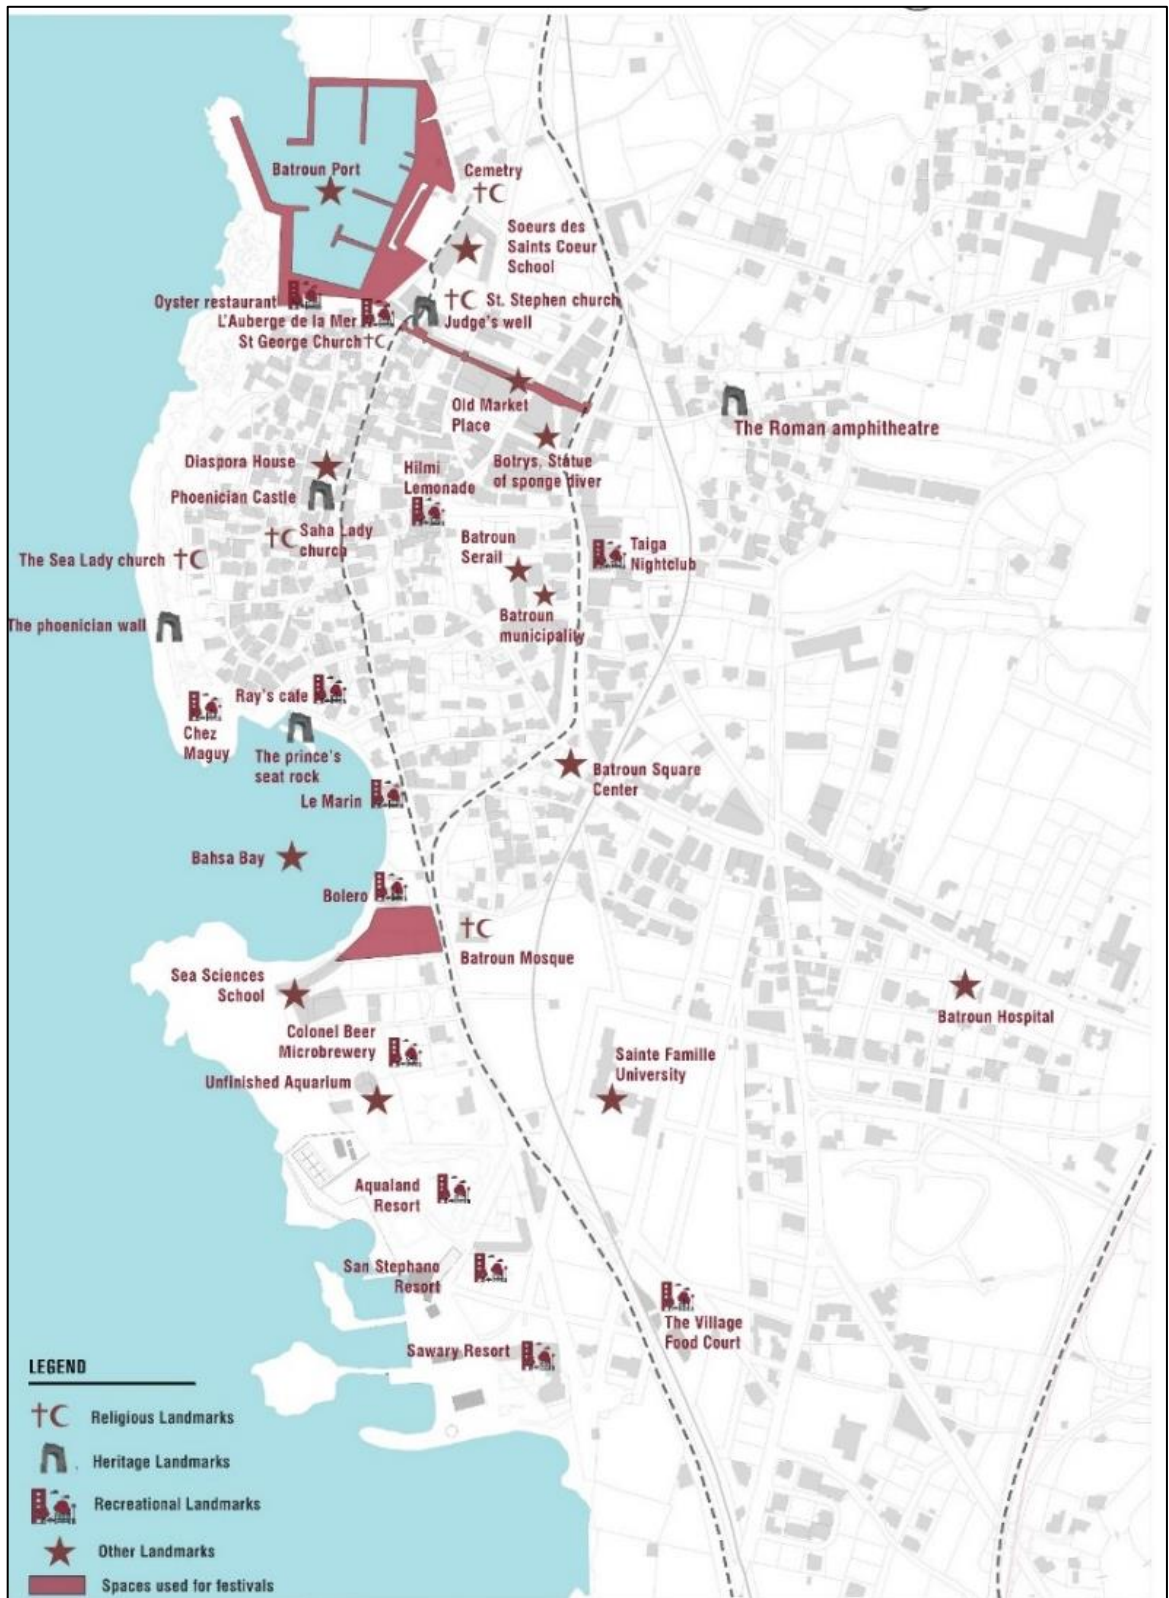 Batroun Port
Cemetry
Soeurs des
Saints Coeur
School
Oyster restaurant
St. Stephen church
L'Auberge de la Mer
Judge's well
St George Church
Old Market
Place
The Roman amphitheatre
Diaspora House
Hilmi
Lemonade
Botrys, Statue
of sponge diver
Phoenician Castle
Saha Lady
church
Batroun
Serail
Taiga
Nightclub
The Sea Lady church
Batroun
municipality
The phoenician wall
Ray's cafe
Chez
Maguy
The prince's
seat rock
Batroun Square
Center
Le Marin
Bahsa Bay
Bolero
Batroun Mosque
Sea Sciences
School
Batroun Hospital
Colonel Beer
Microbrewery
Sainte Famille
University
Unfinished Aquarium
Aqualand
Resort
San Stephano
Resort
The Village
Food Court
Sawary Resort
LEGEND
Religious Landmarks
Heritage Landmarks
Recreational Landmarks
Other Landmarks
Spaces used for festivals